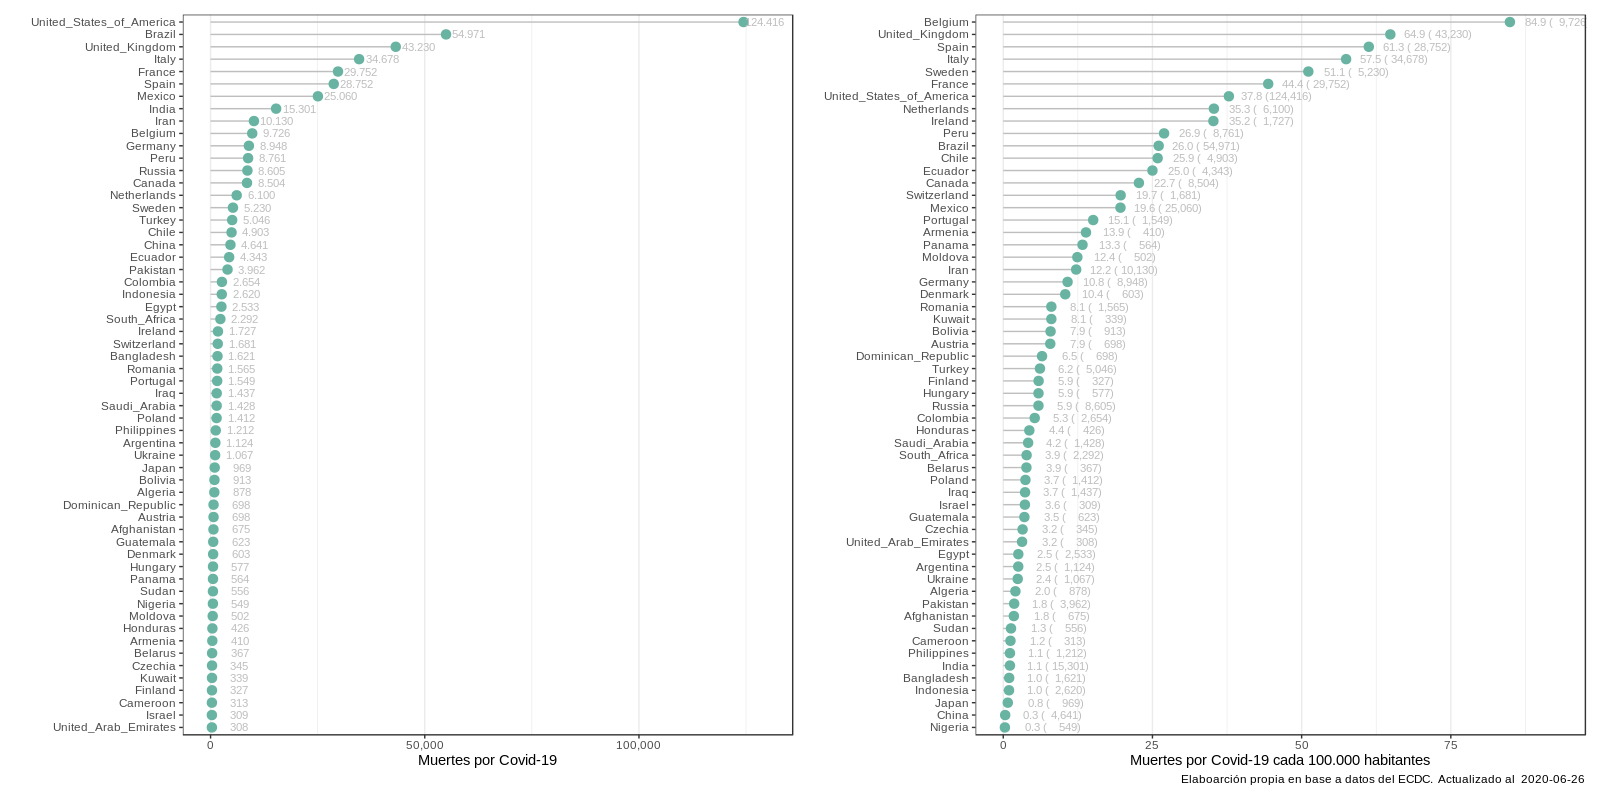 United_States_of_America 124.416
Brazil 54.971
United_Kingdom 43.230
Italy 34.678
France 29.752
Spain 28.752
Mexico 25.060
India 15.301
Iran 10.130
Belgium 9.726
Germany 8.948
Peru 8.761
Russia 8.605
Canada 8.504
Netherlands 6.100
Sweden 5.230
Turkey 5.046
Chile 4.903
China 4.641
Ecuador 4.343
Pakistan 3.962
Colombia 2.654
Indonesia 2.620
Egypt 2.533
South_Africa 2.292
Ireland 1.727
Switzerland 1.681
Bangladesh 1.621
Romania 1.565
Portugal 1.549
Iraq 1.437
Saudi_Arabia 1.428
Poland 1.412
Philippines 1.212
Argentina 1.124
Ukraine 1.067
Japan 969
Bolivia 913
Algeria 878
Dominican_Republic 698
Austria 698
Afghanistan 675
Guatemala 623
Denmark 603
Hungary 577
Panama 564
Sudan 556
Nigeria 549
Moldova 502
Honduras 426
Armenia 410
Belarus 367
Czechia 345
Kuwait 339
Finland 327
Cameroon 313
Israel 309
United_Arab_Emirates 308
0 50,000 100,000
Muertes por Covid-19
Belgium 84.9 ( 9,726
United_Kingdom 64.9 ( 43,230)
Spain 61.3 ( 28,752)
Italy 57.5 ( 34,678)
Sweden 51.1 ( 5,230)
France 44.4 ( 29,752)
United_States_of_America 37.8 (124,416)
Netherlands 35.3 ( 6,100)
Ireland 35.2 ( 1,727)
Peru 26.9 ( 8,761)
Brazil 26.0 ( 54,971)
Chile 25.9 ( 4,903)
Ecuador 25.0 ( 4,343)
Canada 22.7 ( 8,504)
Switzerland 19.7 ( 1,681)
Mexico 19.6 ( 25,060)
Portugal 15.1 ( 1,549)
Armenia 13.9 ( 410)
Panama 13.3 ( 564)
Moldova 12.4 ( 502)
Iran 12.2 ( 10,130)
Germany 10.8 ( 8,948)
Denmark 10.4 ( 603)
Romania 8.1 ( 1,565)
Kuwait 8.1 ( 339)
Bolivia 7.9 ( 913)
Austria 7.9 ( 698)
Dominican_Republic 6.5 ( 698)
Turkey 6.2 ( 5,046)
Finland 5.9 ( 327)
Hungary 5.9 ( 577)
Russia 5.9 ( 8,605)
Colombia 5.3 ( 2,654)
Honduras 4.4 ( 426)
Saudi_Arabia 4.2 ( 1,428)
South_Africa 3.9 ( 2,292)
Belarus 3.9 ( 367)
Poland 3.7 ( 1,412)
Iraq 3.7 ( 1,437)
Israel 3.6 ( 309)
Guatemala 3.5 ( 623)
Czechia 3.2 ( 345)
United_Arab_Emirates 3.2 ( 308)
Egypt 2.5 ( 2,533)
Argentina 2.5 ( 1,124)
Ukraine 2.4 ( 1,067)
Algeria 2.0 ( 878)
Pakistan 1.8 ( 3,962)
Afghanistan 1.8 ( 675)
Sudan 1.3 ( 556)
Cameroon 1.2 ( 313)
Philippines 1.1 ( 1,212)
India 1.1 ( 15,301)
Bangladesh 1.0 ( 1,621)
Indonesia 1.0 ( 2,620)
Japan 0.8 ( 969)
China 0.3 ( 4,641)
Nigeria 0.3 ( 549)
0 25 50 75
Muertes por Covid-19 cada 100.000 habitantes
Elaboarción propia en base a datos del ECDC. Actualizado al 2020-06-26